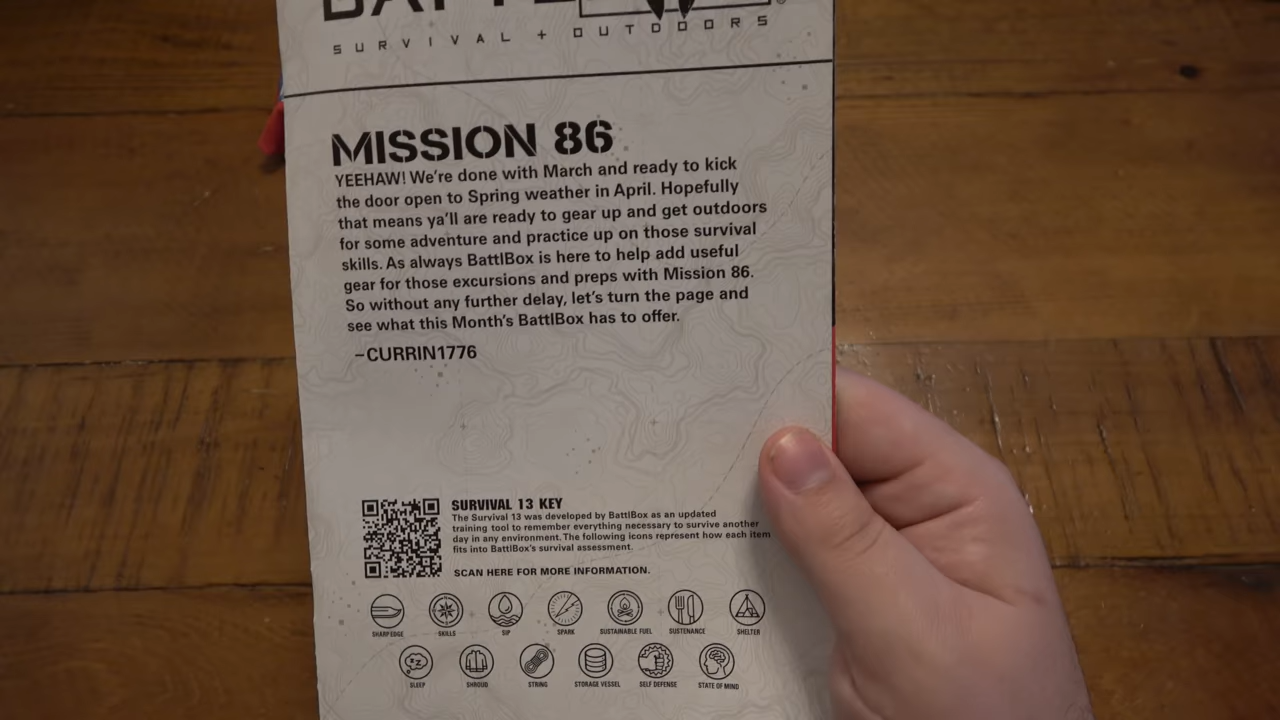 SURVIVAL + OUTDOORS
MISSION 86
YEEHAW! We're done with March and ready to kick
the door open to Spring weather in April. Hopefully
that means ya'll are ready to gear up and get outdoors
for some adventure and practice up on those survival
skills. As always BattlBox is here to help add useful
gear for those excursions and preps with Mission 86.
So without any further delay, let's turn the page and
see what this Month's BattlBox has to offer.
–CURRIN1776
SURVIVAL 13 KEY
The Survival 13 was developed by BattlBox as an updated
training tool to remember everything necessary to survive another
day in any environment. The following icons represent how each item
fits into BattlBox's survival assessment.
SCAN HERE FOR MORE INFORMATION.
SHARP EDGE SKILLS SIP SPARK SUSTAINABLE FUEL SUSTENANCE SHELTER
SLEEP SHROUD STRING STORAGE VESSEL SELF DEFENSE STATE OF MIND